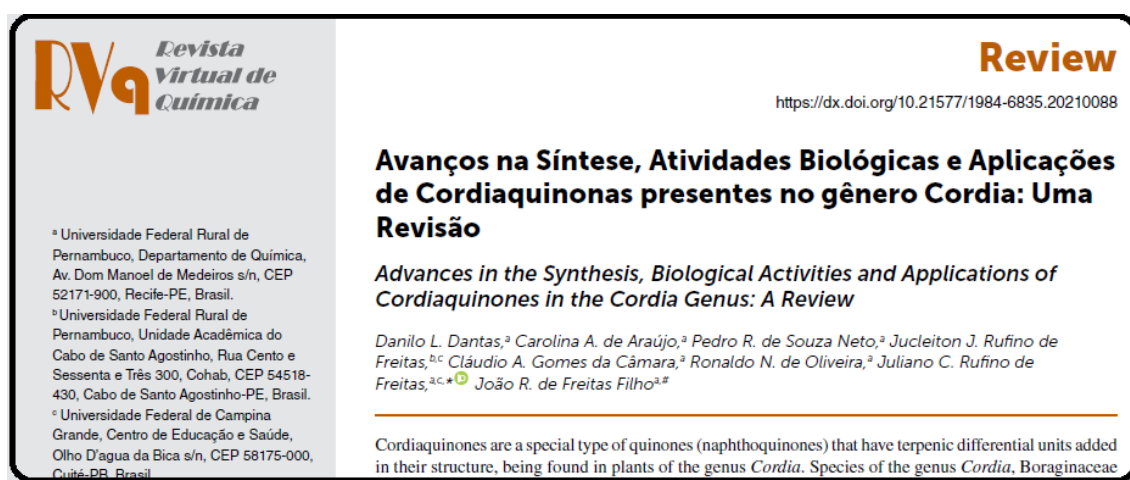 RVq
Revista
Virtual de
Química
Review
https://dx.doi.org/10.21577/1984-6835.20210088
Avanços na Síntese, Atividades Biológicas e Aplicações
de Cordiaquinonas presentes no gênero Cordia: Uma
Revisão
Advances in the Synthesis, Biological Activities and Applications of
Cordiaquinones in the Cordia Genus: A Review
Danilo L. Dantas,ᵃ Carolina A. de Araújo,ᵃ Pedro R. de Souza Neto,ᵃ Jucleiton J. Rufino de
Freitas,ᵇ,ᶜ Cláudio A. Gomes da Câmara,ᵃ Ronaldo N. de Oliveira,ᵃ Juliano C. Rufino de
Freitas,ᵃ,ᶜ,* iD João R. de Freitas Filhoᵃ,#
Cordiaquinones are a special type of quinones (naphthoquinones) that have terpenic differential units added
in their structure, being found in plants of the genus Cordia. Species of the genus Cordia, Boraginaceae
ᵃ Universidade Federal Rural de
Pernambuco, Departamento de Química,
Av. Dom Manoel de Medeiros s/n, CEP
52171-900, Recife-PE, Brasil.
ᵇ Universidade Federal Rural de
Pernambuco, Unidade Acadêmica do
Cabo de Santo Agostinho, Rua Cento e
Sessenta e Três 300, Cohab, CEP 54518-
430, Cabo de Santo Agostinho-PE, Brasil.
ᶜ Universidade Federal de Campina
Grande, Centro de Educação e Saúde,
Olho D'agua da Bica s/n, CEP 58175-000,
Cuité-PB, Brasil